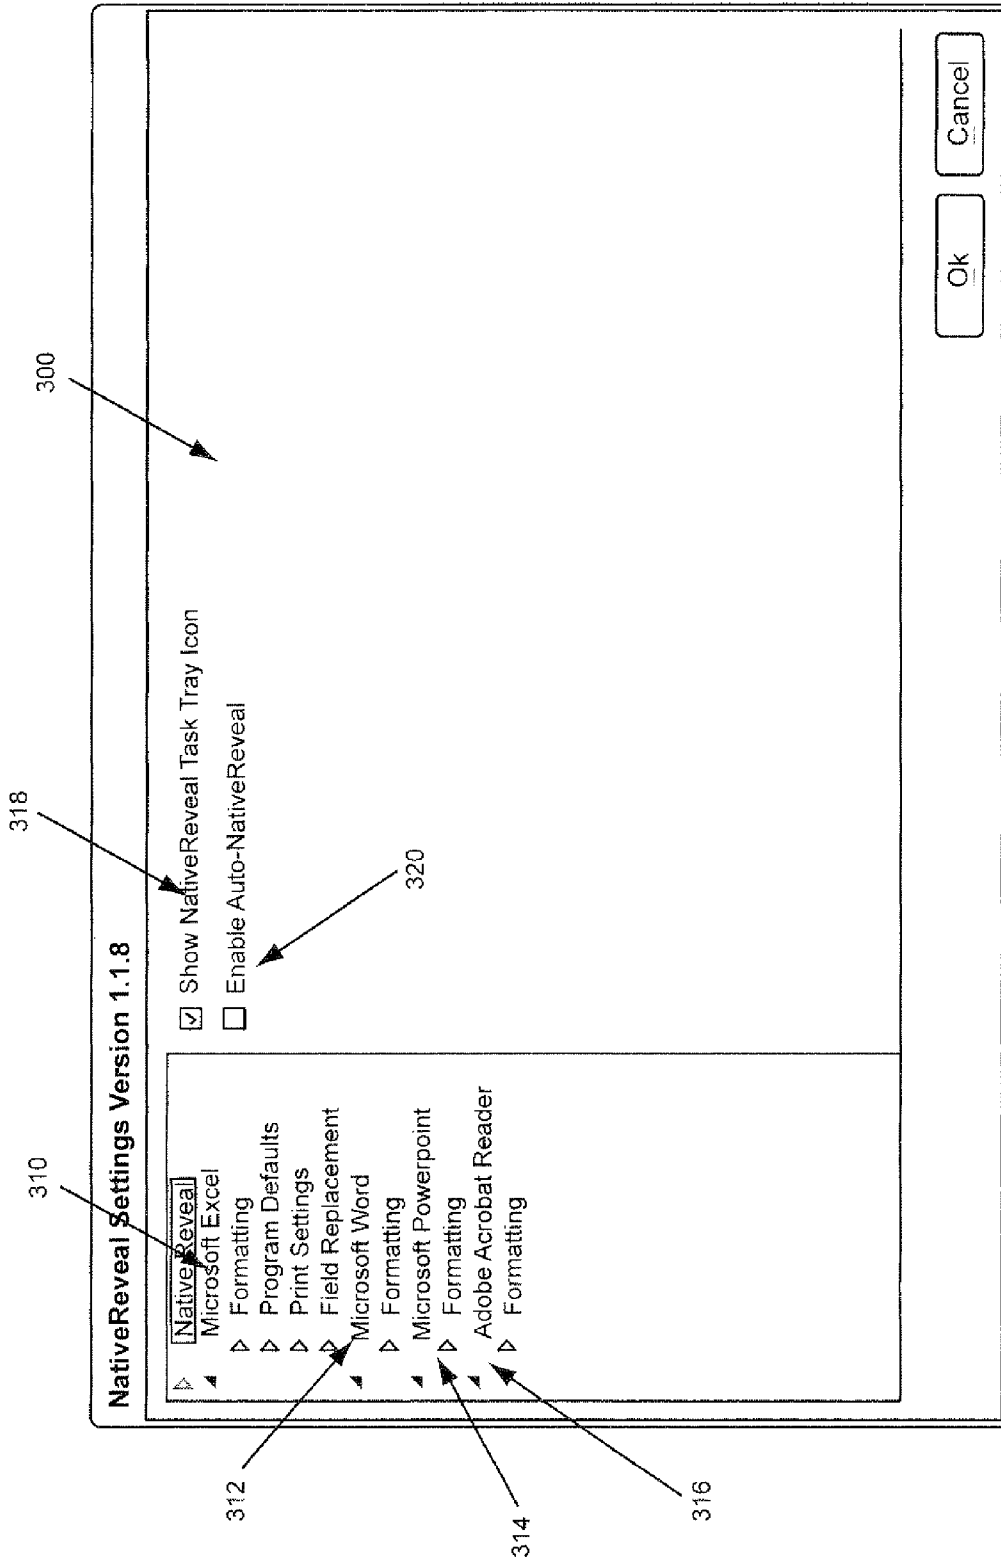 318
310
300
NativeReveal Settings Version 1.1.8
NativeReveal
Microsoft Excel
Formatting
Program Defaults
Print Settings
Field Replacement
Microsoft Word
Formatting
Microsoft Powerpoint
Formatting
Adobe Acrobat Reader
Formatting
Show NativeReveal Task Tray Icon
Enable Auto-NativeReveal
320
312
314
316
Ok
Cancel